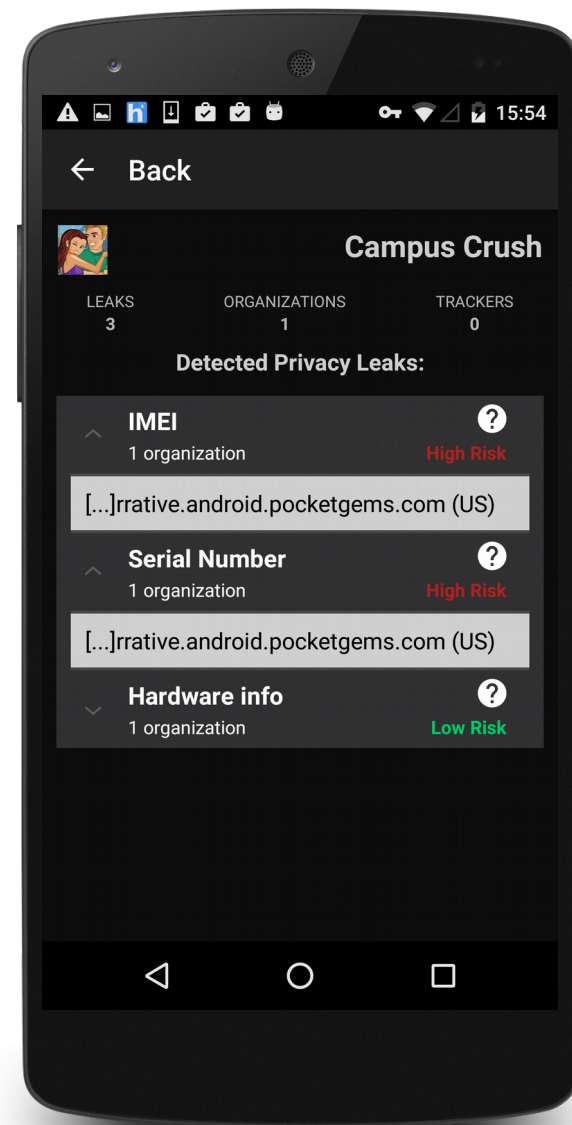 15:54
Back
Campus Crush
LEAKS ORGANIZATIONS TRACKERS
3 1 0
Detected Privacy Leaks:
IMEI
1 organization High Risk
[...]rrative.android.pocketgems.com (US)
Serial Number
1 organization High Risk
[...]rrative.android.pocketgems.com (US)
Hardware info
1 organization Low Risk